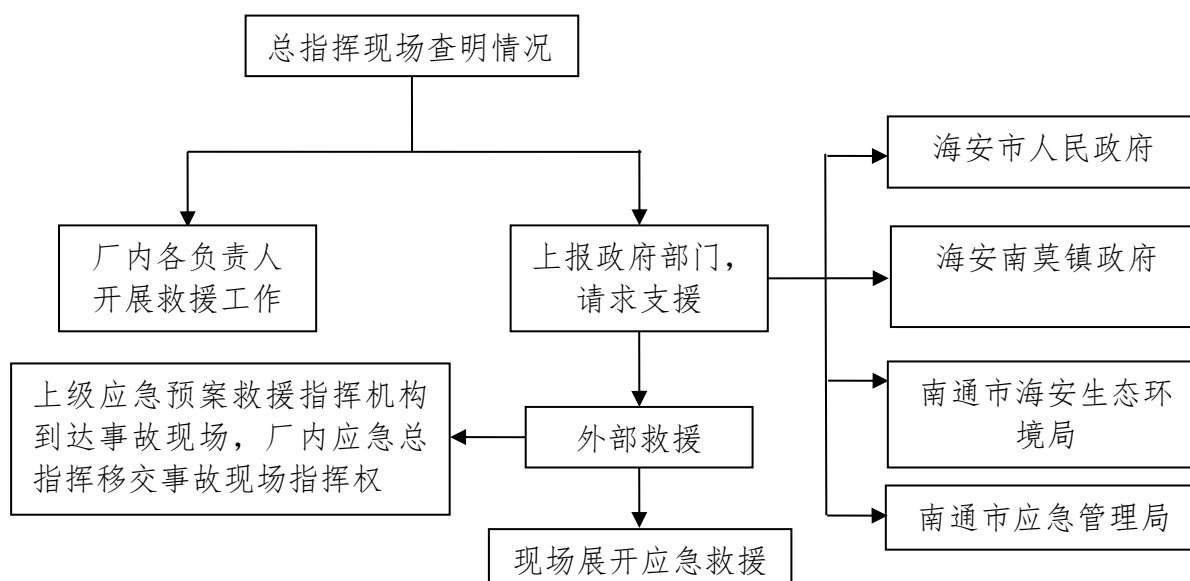 总指挥现场查明情况
海安市人民政府
厂内各负责人
开展救援工作
上报政府部门，
请求支援
海安南莫镇政府
上级应急预案救援指挥机构
到达事故现场，厂内应急总
指挥移交事故现场指挥权
外部救援
南通市海安生态环
境局
南通市应急管理局
现场展开应急救援